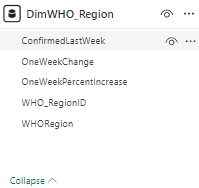 DimWHO_Region
ConfirmedLastWeek
OneWeekChange
OneWeekPercentIncrease
WHO_RegionID
WHORegion
Collapse